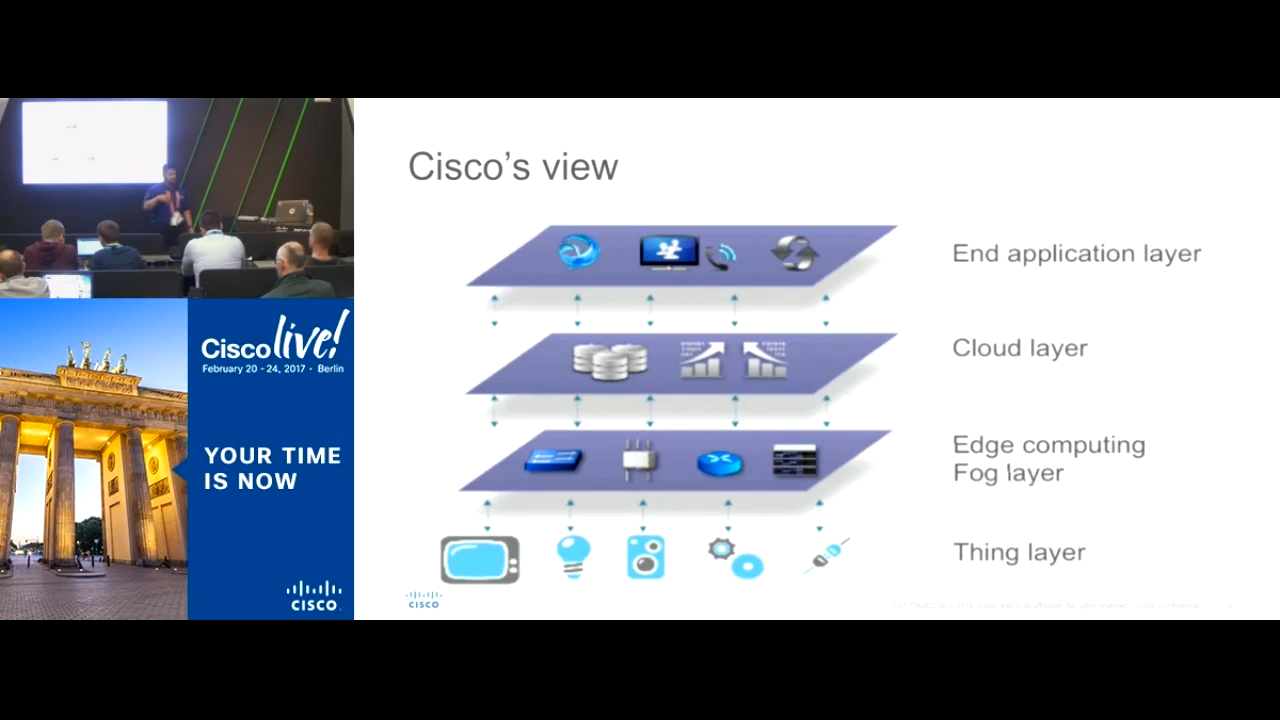 Cisco's view
End application layer
Cloud layer
Edge computing
Fog layer
Thing layer
CISCO
Cisco live!
February 20 - 24, 2017 • Berlin
YOUR TIME
IS NOW
CISCO